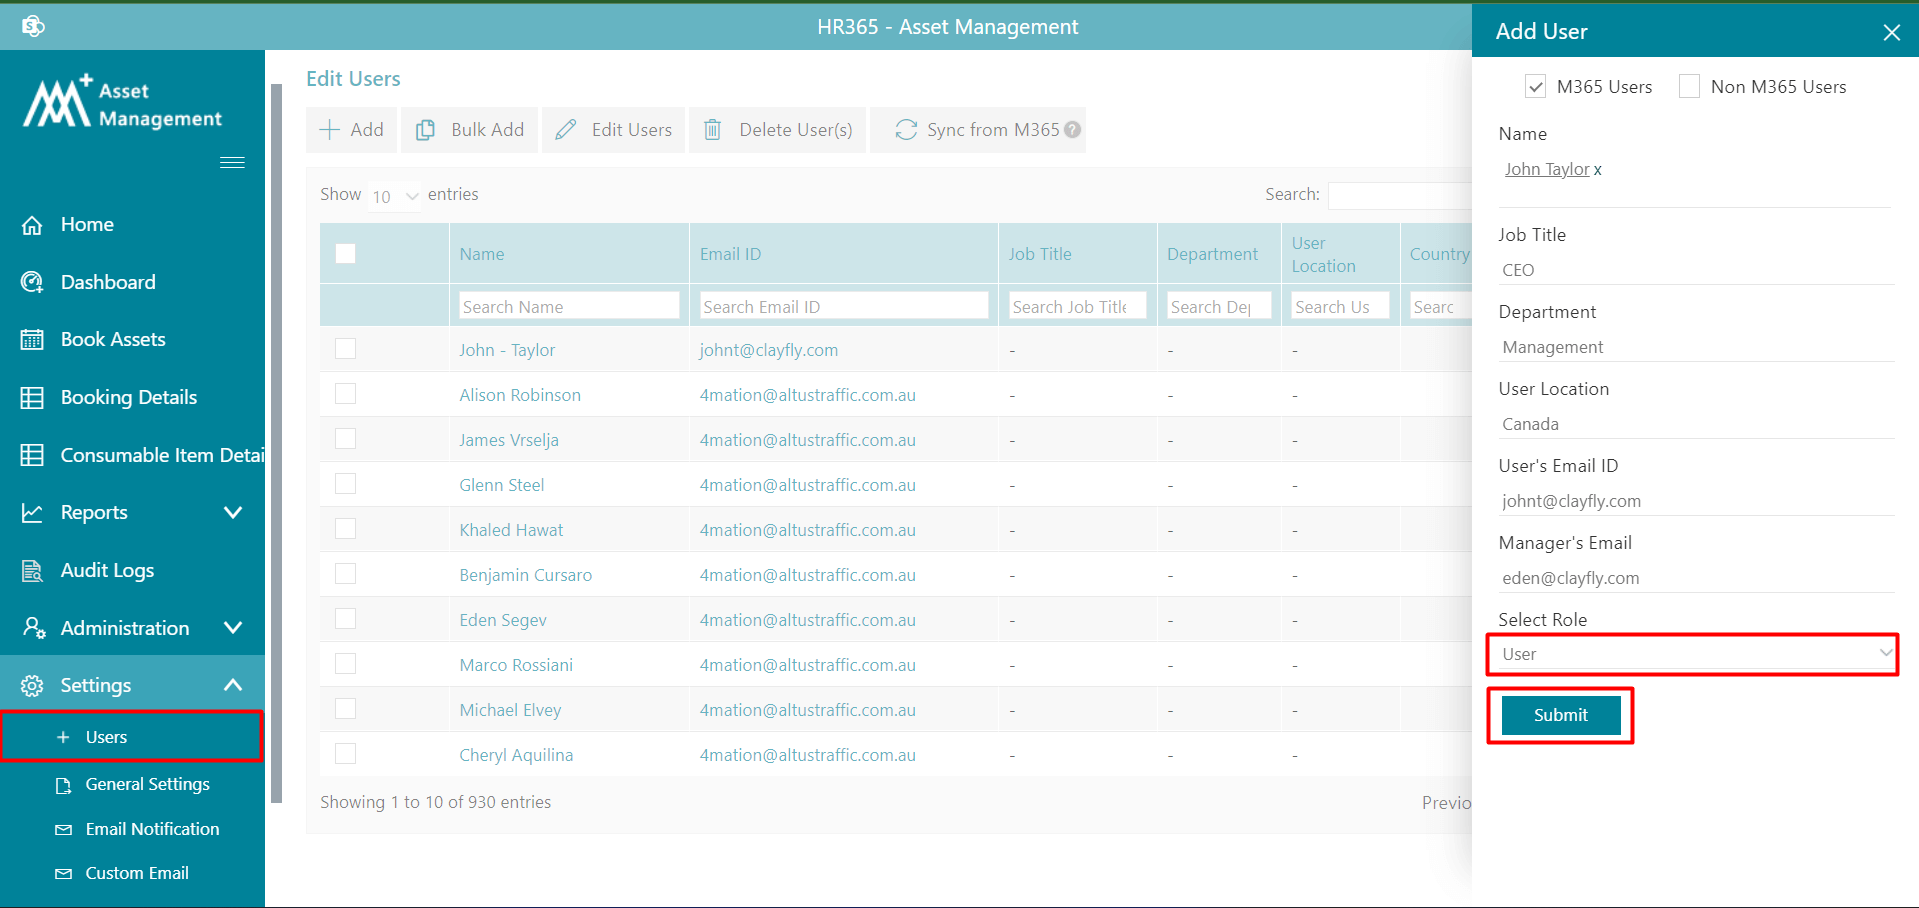 HR365 - Asset Management
Asset
Management
Home
Dashboard
Book Assets
Booking Details
Consumable Item Detai
Reports
Audit Logs
Administration
Settings
Users
General Settings
Email Notification
Custom Email
Edit Users
Add
Bulk Add
Edit Users
Delete User(s)
Sync from M365 ?
Show 10 entries
Search:
Name Email ID Job Title Department User Location Country
Search Name Search Email ID Search Job Title Search Dep Search Us Searc
John - Taylor johnt@clayfly.com - - -
Alison Robinson 4mation@altustraffic.com.au - - -
James Vrselja 4mation@altustraffic.com.au - - -
Glenn Steel 4mation@altustraffic.com.au - - -
Khaled Hawat 4mation@altustraffic.com.au - - -
Benjamin Cursaro 4mation@altustraffic.com.au - - -
Eden Segev 4mation@altustraffic.com.au - - -
Marco Rossiani 4mation@altustraffic.com.au - - -
Michael Elvey 4mation@altustraffic.com.au - - -
Cheryl Aquilina 4mation@altustraffic.com.au - - -
Showing 1 to 10 of 930 entries
Previo
Add User
M365 Users Non M365 Users
Name
John Taylor x
Job Title
CEO
Department
Management
User Location
Canada
User's Email ID
johnt@clayfly.com
Manager's Email
eden@clayfly.com
Select Role
User
Submit